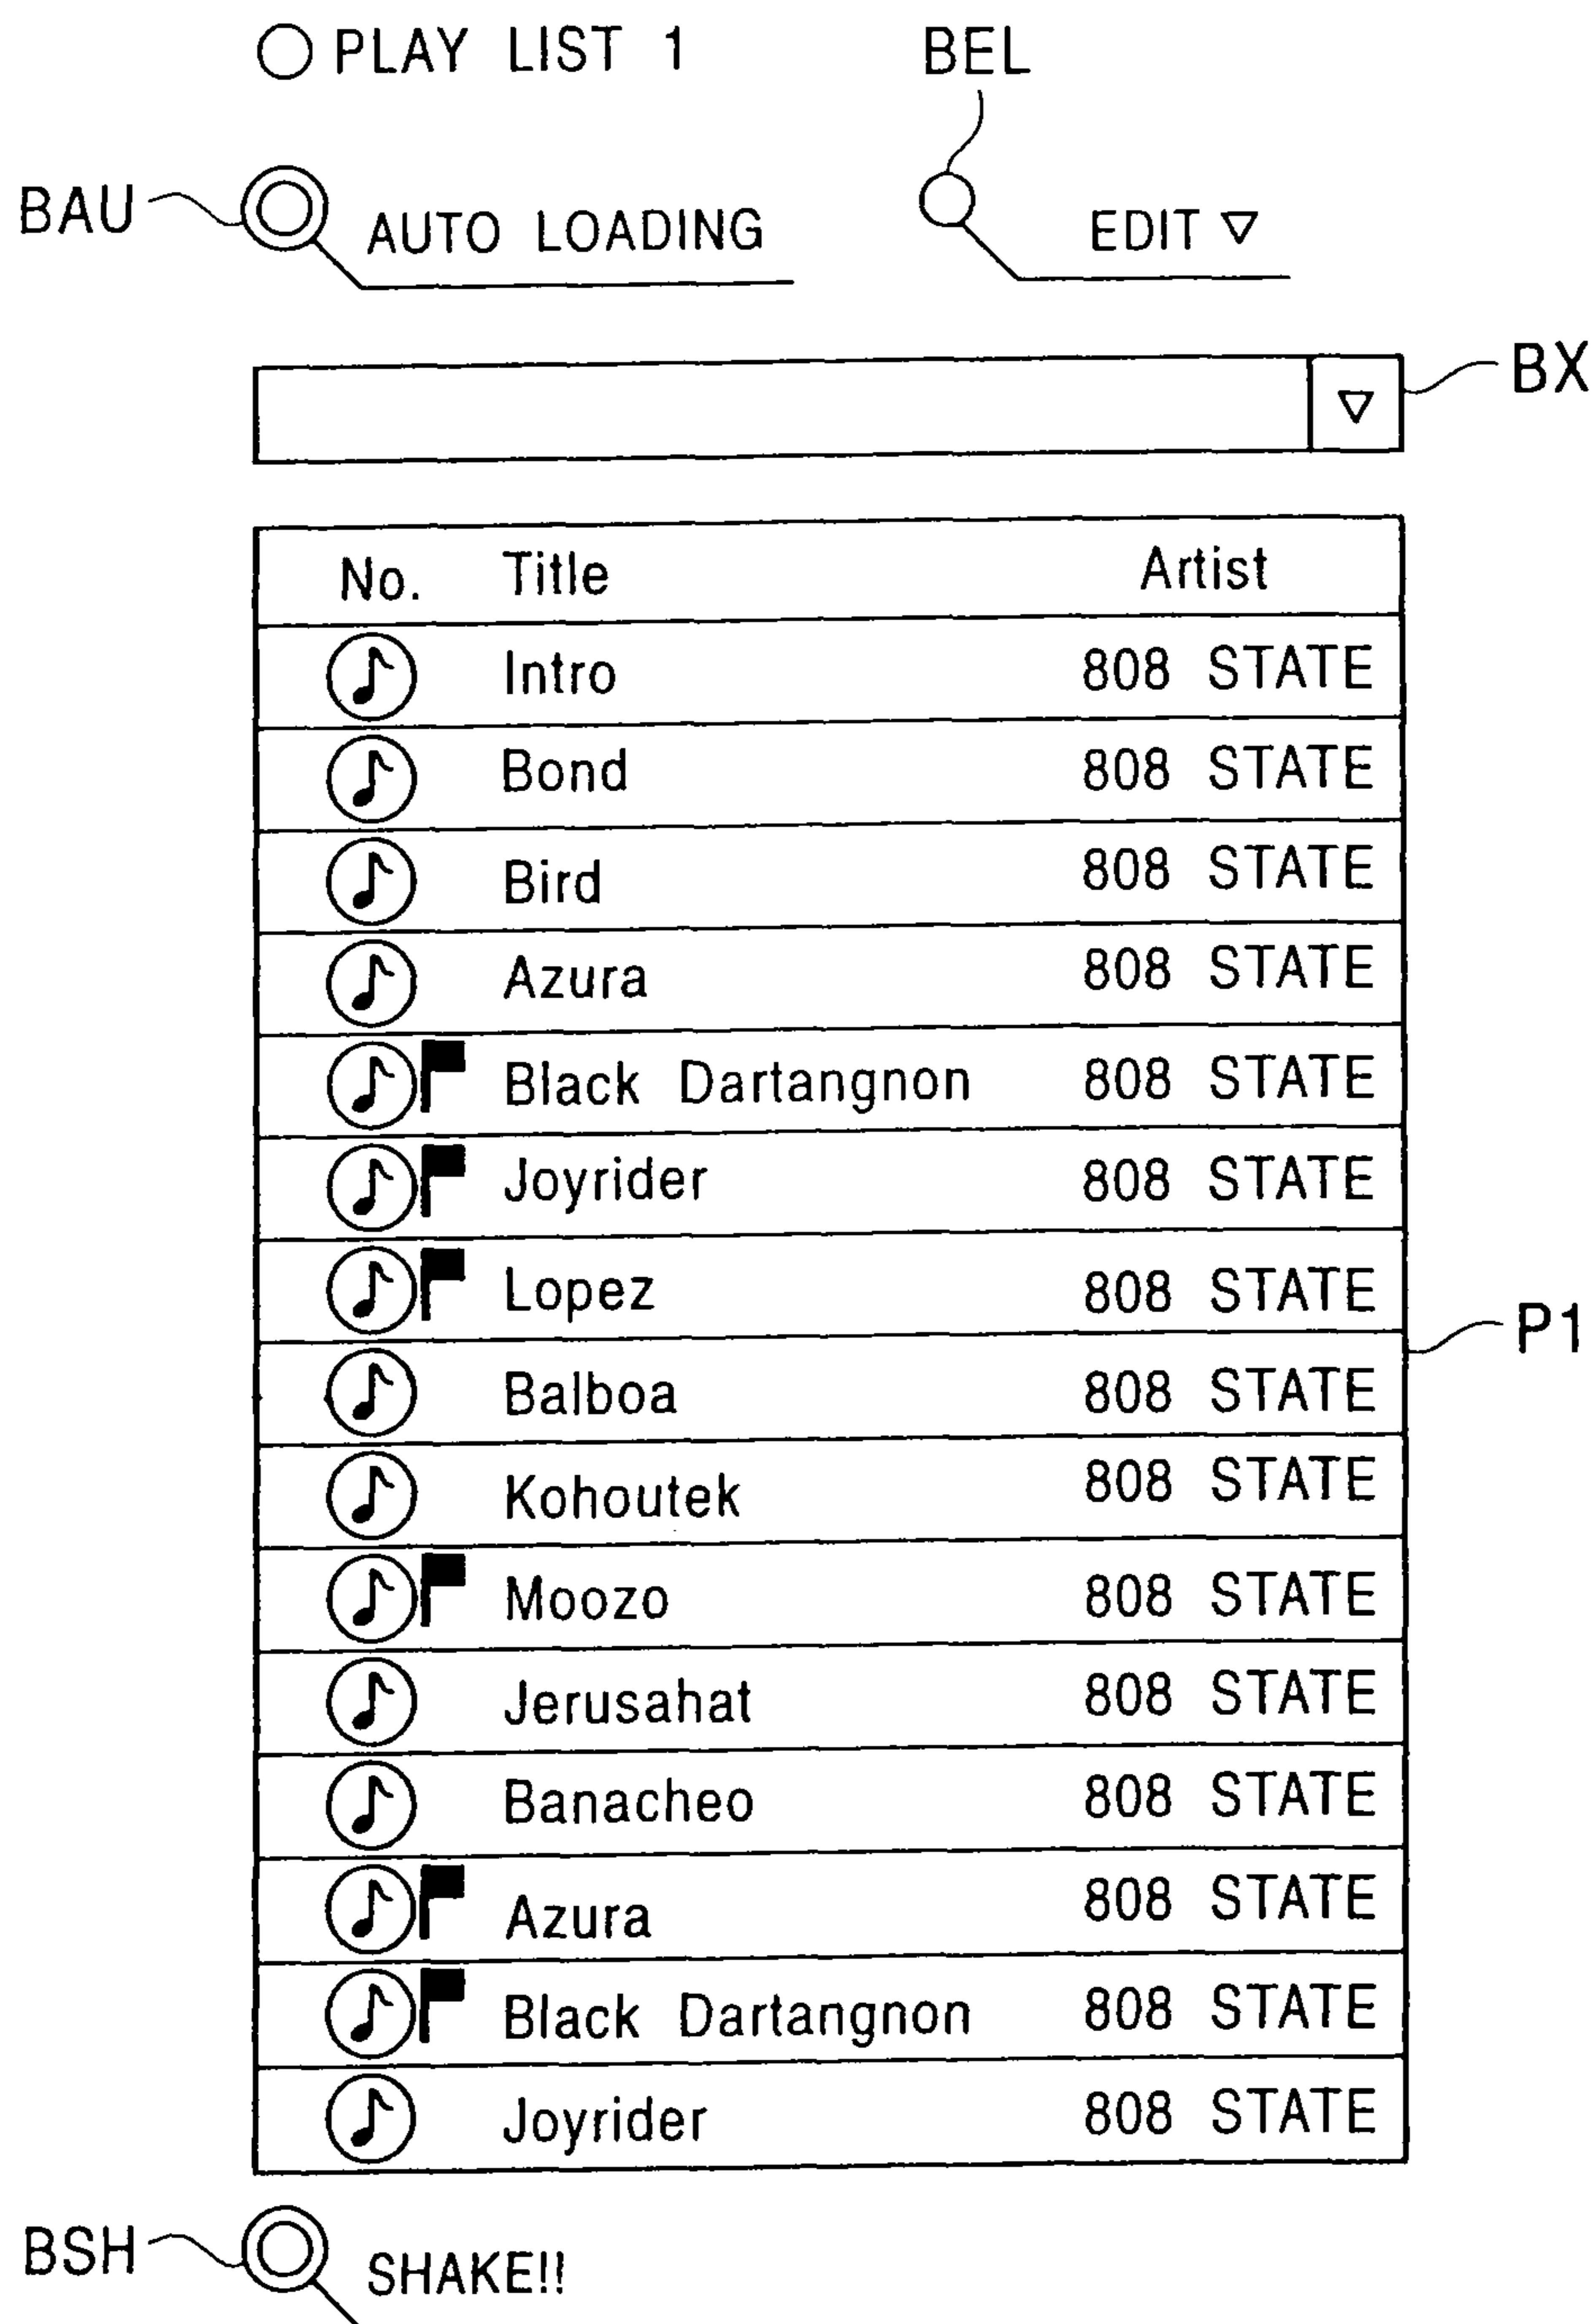 PLAY LIST 1
BEL
BAU
AUTO LOADING
EDIT ▽
BX
No. Title Artist
Intro 808 STATE
Bond 808 STATE
Bird 808 STATE
Azura 808 STATE
Black Dartangnon 808 STATE
Joyrider 808 STATE
Lopez 808 STATE
P1
Balboa 808 STATE
Kohoutek 808 STATE
Moozo 808 STATE
Jerusahat 808 STATE
Banacheo 808 STATE
Azura 808 STATE
Black Dartangnon 808 STATE
Joyrider 808 STATE
BSH
SHAKE!!